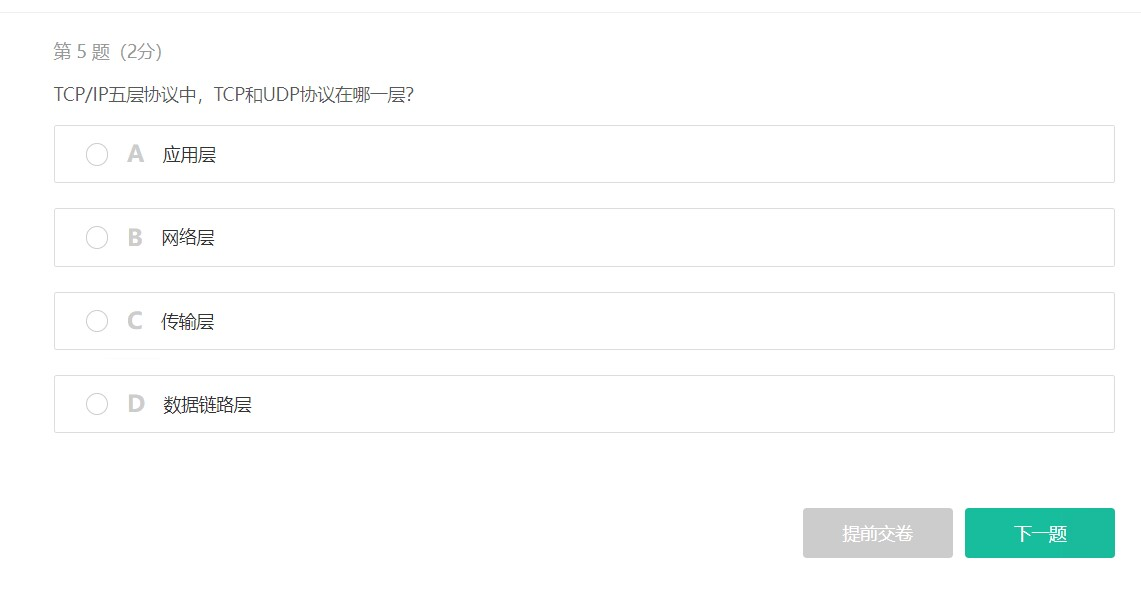 第 5 题（2分）
TCP/IP五层协议中，TCP和UDP协议在哪一层?
A 应用层
B 网络层
C 传输层
D 数据链路层
提前交卷 下一题